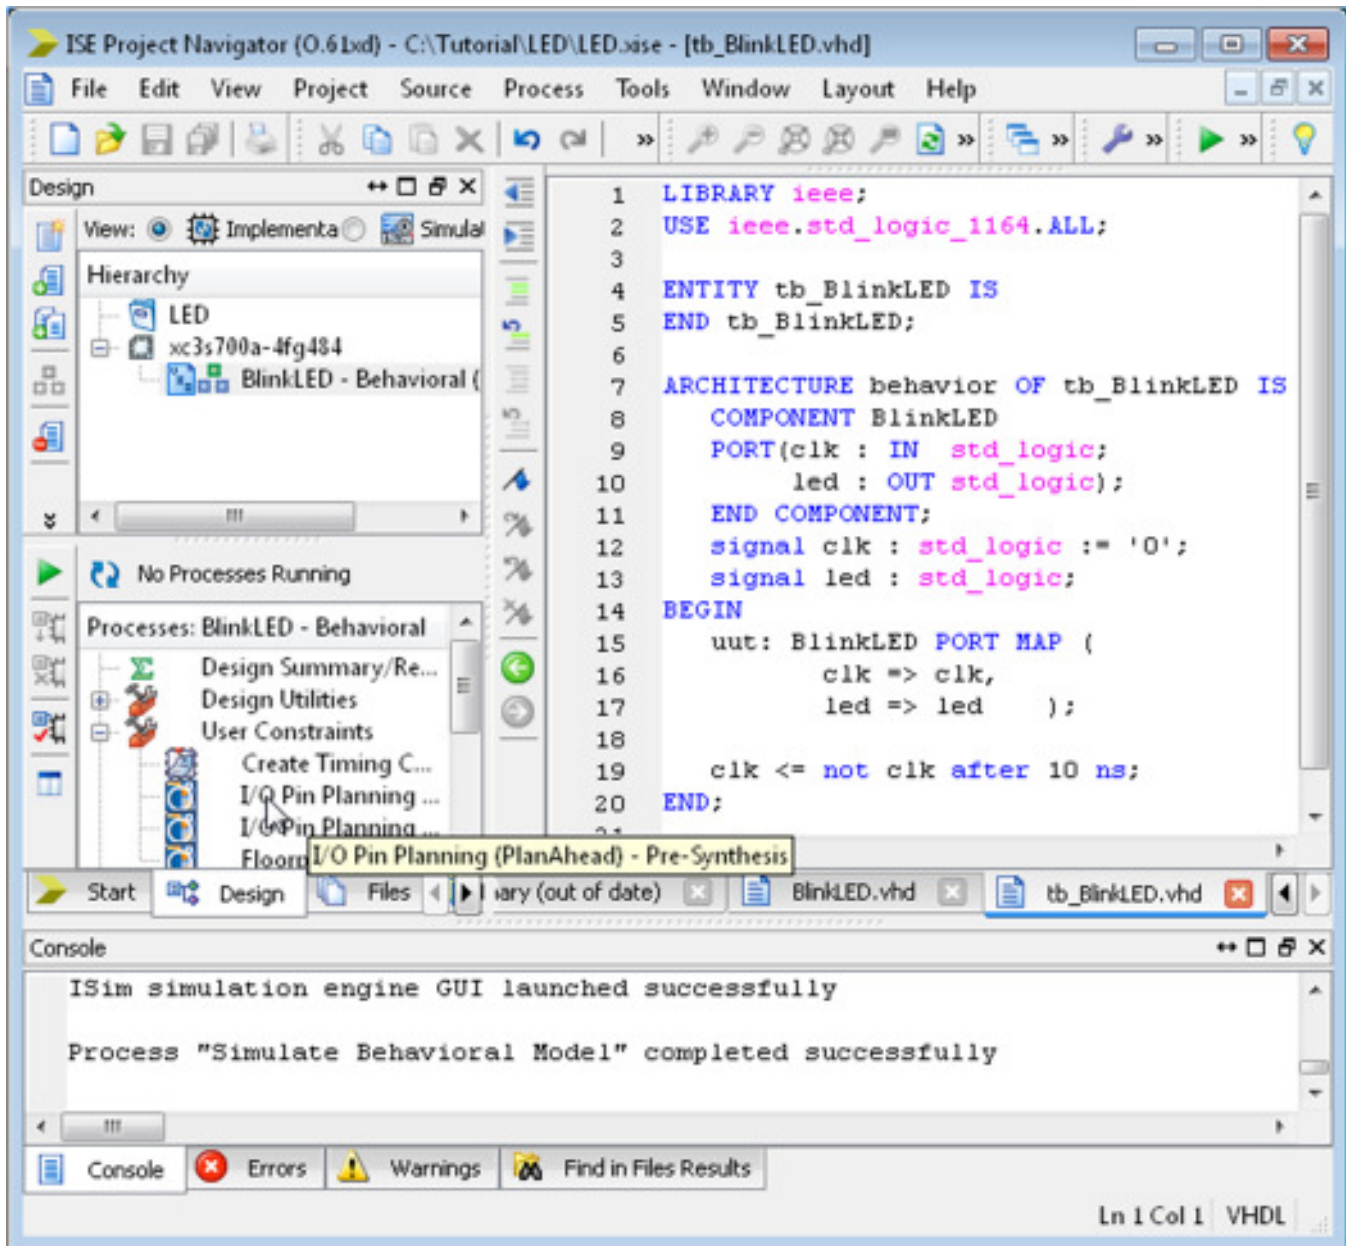 ISE Project Navigator (O.61xd) - C:\Tutorial\LED\LED.xise - [tb_BlinkLED.vhd]
File Edit View Project Source Process Tools Window Layout Help
Design
View: Implementa Simulat
Hierarchy
LED
xc3s700a-4fg484
BlinkLED - Behavioral (
No Processes Running
Processes: BlinkLED - Behavioral
Design Summary/Re...
Design Utilities
User Constraints
Create Timing C...
I/O Pin Planning ...
I/O Pin Planning ...
Floorp
I/O Pin Planning (PlanAhead) - Pre-Synthesis
1 LIBRARY ieee;
2 USE ieee.std_logic_1164.ALL;
3
4 ENTITY tb_BlinkLED IS
5 END tb_BlinkLED;
6
7 ARCHITECTURE behavior OF tb_BlinkLED IS
8 COMPONENT BlinkLED
9 PORT(clk : IN std_logic;
10 led : OUT std_logic);
11 END COMPONENT;
12 signal clk : std_logic := '0';
13 signal led : std_logic;
14 BEGIN
15 uut: BlinkLED PORT MAP (
16 clk => clk,
17 led => led );
18
19 clk <= not clk after 10 ns;
20 END;
Start Design Files mary (out of date) BlinkLED.vhd tb_BlinkLED.vhd
Console
ISim simulation engine GUI launched successfully
Process "Simulate Behavioral Model" completed successfully
Console Errors Warnings Find in Files Results
Ln 1 Col 1 VHDL